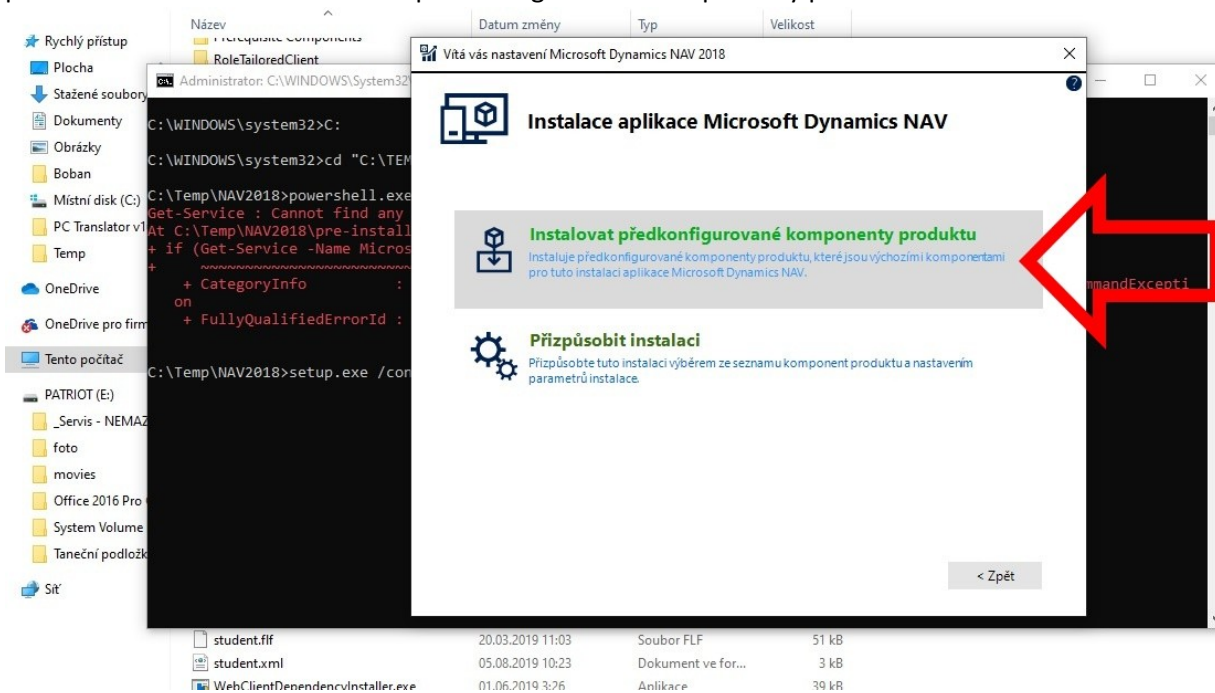 Název Datum změny Typ Velikost
Rychlý přístup
Plocha
Stažené soubory
Dokumenty
Obrázky
Boban
Místní disk (C:)
PC Translator
Temp
OneDrive
OneDrive pro firm
Tento počítač
PATRIOT (E:)
_Servis - NEMAZ
foto
movies
Office 2016 Pro
System Volume
Taneční podložk
Síť
Prerequisite Components
RoleTailoredClient
Administrator: C:\WINDOWS\System32\
C:\WINDOWS\system32>C:
C:\WINDOWS\system32>cd "C:\TEM
C:\Temp\NAV2018>powershell.exe
Get-Service : Cannot find any
At C:\Temp\NAV2018\pre-install
+ if (Get-Service -Name Micros
+ ~~~~~~~~~~~~~~~~~~~~~~~~~~
+ CategoryInfo :
mmandExcepti
on
+ FullyQualifiedErrorId :
C:\Temp\NAV2018>setup.exe /con
Vítá vás nastavení Microsoft Dynamics NAV 2018
Instalace aplikace Microsoft Dynamics NAV
Instalovat předkonfigurované komponenty produktu
Instaluje předkonfigurované komponenty produktu, které jsou výchozími komponentami
pro tuto instalaci aplikace Microsoft Dynamics NAV.
Přizpůsobit instalaci
Přizpůsobte tuto instalaci výběrem ze seznamu komponent produktu a nastavením
parametrů instalace.
< Zpět
student.flf 20.03.2019 11:03 Soubor FLF 51 kB
student.xml 05.08.2019 10:23 Dokument ve for... 3 kB
WebClientDependencyInstaller.exe 01.06.2019 3:26 Aplikace 39 kB